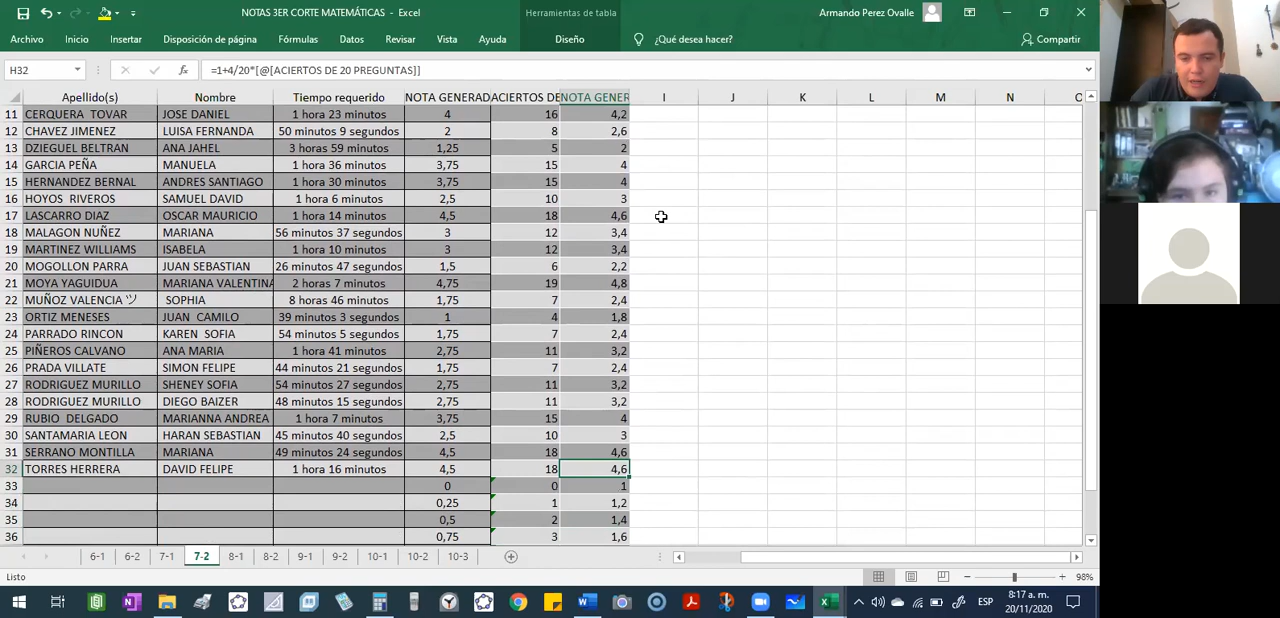 NOTAS 3ER CORTE MATEMÁTICAS - Excel
Herramientas de tabla
Armando Perez Ovalle
Archivo Inicio Insertar Disposición de página Fórmulas Datos Revisar Vista Ayuda Diseño ¿Qué desea hacer? Compartir
H32 fx =1+4/20*[@[ACIERTOS DE 20 PREGUNTAS]]
Apellido(s) Nombre Tiempo requerido NOTA GENERAD ACIERTOS DE NOTA GENER I J K L M N O
11 CERQUERA TOVAR JOSE DANIEL 1 hora 23 minutos 4 16 4,2
12 CHAVEZ JIMENEZ LUISA FERNANDA 50 minutos 9 segundos 2 8 2,6
13 DZIEGUEL BELTRAN ANA JAHEL 3 horas 59 minutos 1,25 5 2
14 GARCIA PEÑA MANUELA 1 hora 36 minutos 3,75 15 4
15 HERNANDEZ BERNAL ANDRES SANTIAGO 1 hora 30 minutos 3,75 15 4
16 HOYOS RIVEROS SAMUEL DAVID 1 hora 6 minutos 2,5 10 3
17 LASCARRO DIAZ OSCAR MAURICIO 1 hora 14 minutos 4,5 18 4,6
18 MALAGON NUÑEZ MARIANA 56 minutos 37 segundos 3 12 3,4
19 MARTINEZ WILLIAMS ISABELA 1 hora 10 minutos 3 12 3,4
20 MOGOLLON PARRA JUAN SEBASTIAN 26 minutos 47 segundos 1,5 6 2,2
21 MOYA YAGUIDUA MARIANA VALENTINA 2 horas 7 minutos 4,75 19 4,8
22 MUÑOZ VALENCIA ツ SOPHIA 8 horas 46 minutos 1,75 7 2,4
23 ORTIZ MENESES JUAN CAMILO 39 minutos 3 segundos 1 4 1,8
24 PARRADO RINCON KAREN SOFIA 54 minutos 5 segundos 1,75 7 2,4
25 PIÑEROS CALVANO ANA MARIA 1 hora 41 minutos 2,75 11 3,2
26 PRADA VILLATE SIMON FELIPE 44 minutos 21 segundos 1,75 7 2,4
27 RODRIGUEZ MURILLO SHENEY SOFIA 54 minutos 27 segundos 2,75 11 3,2
28 RODRIGUEZ MURILLO DIEGO BAIZER 48 minutos 15 segundos 2,75 11 3,2
29 RUBIO DELGADO MARIANNA ANDREA 1 hora 7 minutos 3,75 15 4
30 SANTAMARIA LEON HARAN SEBASTIAN 45 minutos 40 segundos 2,5 10 3
31 SERRANO MONTILLA MARIANA 49 minutos 24 segundos 4,5 18 4,6
32 TORRES HERRERA DAVID FELIPE 1 hora 16 minutos 4,5 18 4,6
33 0 0 1
34 0,25 1 1,2
35 0,5 2 1,4
36 0,75 3 1,6
6-1 6-2 7-1 7-2 8-1 8-2 9-1 9-2 10-1 10-2 10-3
Listo 98%
ESP 8:17 a. m.
20/11/2020